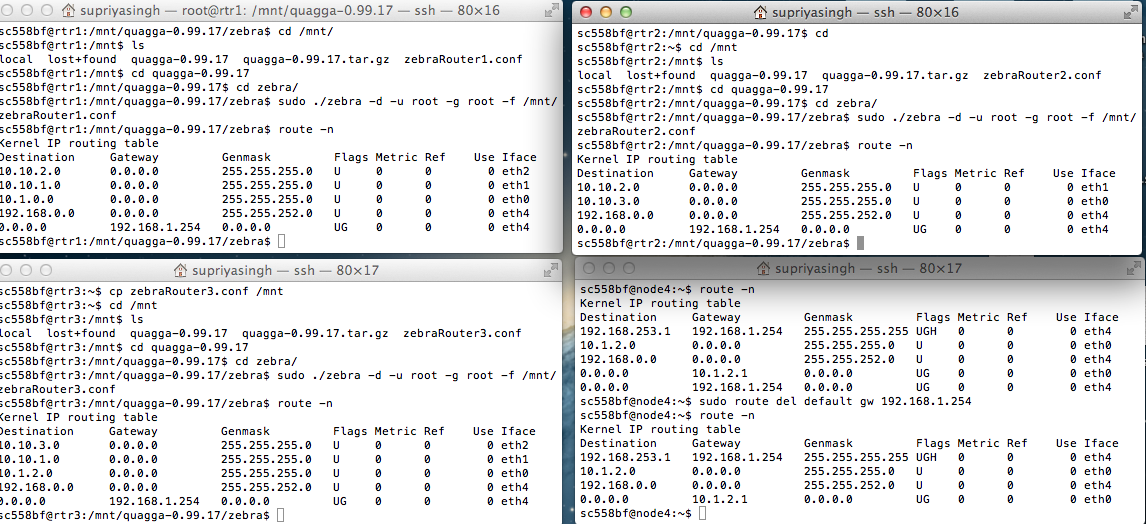 supriyasingh — root@rtr1: /mnt/quagga-0.99.17 — ssh — 80×16
sc558bf@rtr1:/mnt/quagga-0.99.17/zebra$ cd /mnt/
sc558bf@rtr1:/mnt$ ls
local  lost+found  quagga-0.99.17  quagga-0.99.17.tar.gz  zebraRouter1.conf
sc558bf@rtr1:/mnt$ cd quagga-0.99.17
sc558bf@rtr1:/mnt/quagga-0.99.17$ cd zebra/
sc558bf@rtr1:/mnt/quagga-0.99.17/zebra$ sudo ./zebra -d -u root -g root -f /mnt/
zebraRouter1.conf
sc558bf@rtr1:/mnt/quagga-0.99.17/zebra$ route -n
Kernel IP routing table
Destination     Gateway         Genmask         Flags Metric Ref    Use Iface
10.10.2.0       0.0.0.0         255.255.255.0   U     0      0        0 eth2
10.10.1.0       0.0.0.0         255.255.255.0   U     0      0        0 eth1
10.1.0.0        0.0.0.0         255.255.255.0   U     0      0        0 eth0
192.168.0.0     0.0.0.0         255.255.252.0   U     0      0        0 eth4
0.0.0.0         192.168.1.254   0.0.0.0         UG    0      0        0 eth4
sc558bf@rtr1:/mnt/quagga-0.99.17/zebra$
supriyasingh — ssh — 80×16
sc558bf@rtr2:/mnt/quagga-0.99.17$ cd
sc558bf@rtr2:~$ cd /mnt
sc558bf@rtr2:/mnt$ ls
local  lost+found  quagga-0.99.17  quagga-0.99.17.tar.gz  zebraRouter2.conf
sc558bf@rtr2:/mnt$ cd quagga-0.99.17
sc558bf@rtr2:/mnt/quagga-0.99.17$ cd zebra/
sc558bf@rtr2:/mnt/quagga-0.99.17/zebra$ sudo ./zebra -d -u root -g root -f /mnt/
zebraRouter2.conf
sc558bf@rtr2:/mnt/quagga-0.99.17/zebra$ route -n
Kernel IP routing table
Destination     Gateway         Genmask         Flags Metric Ref    Use Iface
10.10.2.0       0.0.0.0         255.255.255.0   U     0      0        0 eth1
10.10.3.0       0.0.0.0         255.255.255.0   U     0      0        0 eth0
192.168.0.0     0.0.0.0         255.255.252.0   U     0      0        0 eth4
0.0.0.0         192.168.1.254   0.0.0.0         UG    0      0        0 eth4
sc558bf@rtr2:/mnt/quagga-0.99.17/zebra$
supriyasingh — ssh — 80×17
sc558bf@rtr3:~$ cp zebraRouter3.conf /mnt
sc558bf@rtr3:~$ cd /mnt
sc558bf@rtr3:/mnt$ ls
local  lost+found  quagga-0.99.17  quagga-0.99.17.tar.gz  zebraRouter3.conf
sc558bf@rtr3:/mnt$ cd quagga-0.99.17
sc558bf@rtr3:/mnt/quagga-0.99.17$ cd zebra/
sc558bf@rtr3:/mnt/quagga-0.99.17/zebra$ sudo ./zebra -d -u root -g root -f /mnt/
zebraRouter3.conf
sc558bf@rtr3:/mnt/quagga-0.99.17/zebra$ route -n
Kernel IP routing table
Destination     Gateway         Genmask         Flags Metric Ref    Use Iface
10.10.3.0       0.0.0.0         255.255.255.0   U     0      0        0 eth2
10.10.1.0       0.0.0.0         255.255.255.0   U     0      0        0 eth1
10.1.2.0        0.0.0.0         255.255.255.0   U     0      0        0 eth0
192.168.0.0     0.0.0.0         255.255.252.0   U     0      0        0 eth4
0.0.0.0         192.168.1.254   0.0.0.0         UG    0      0        0 eth4
sc558bf@rtr3:/mnt/quagga-0.99.17/zebra$
supriyasingh — ssh — 80×17
sc558bf@node4:~$ route -n
Kernel IP routing table
Destination     Gateway         Genmask         Flags Metric Ref    Use Iface
192.168.253.1   192.168.1.254   255.255.255.255 UGH   0      0        0 eth4
10.1.2.0        0.0.0.0         255.255.255.0   U     0      0        0 eth0
192.168.0.0     0.0.0.0         255.255.252.0   U     0      0        0 eth4
0.0.0.0         10.1.2.1        0.0.0.0         UG    0      0        0 eth0
0.0.0.0         192.168.1.254   0.0.0.0         UG    0      0        0 eth4
sc558bf@node4:~$ sudo route del default gw 192.168.1.254
sc558bf@node4:~$ route -n
Kernel IP routing table
Destination     Gateway         Genmask         Flags Metric Ref    Use Iface
192.168.253.1   192.168.1.254   255.255.255.255 UGH   0      0        0 eth4
10.1.2.0        0.0.0.0         255.255.255.0   U     0      0        0 eth0
192.168.0.0     0.0.0.0         255.255.252.0   U     0      0        0 eth4
0.0.0.0         10.1.2.1        0.0.0.0         UG    0      0        0 eth0
sc558bf@node4:~$